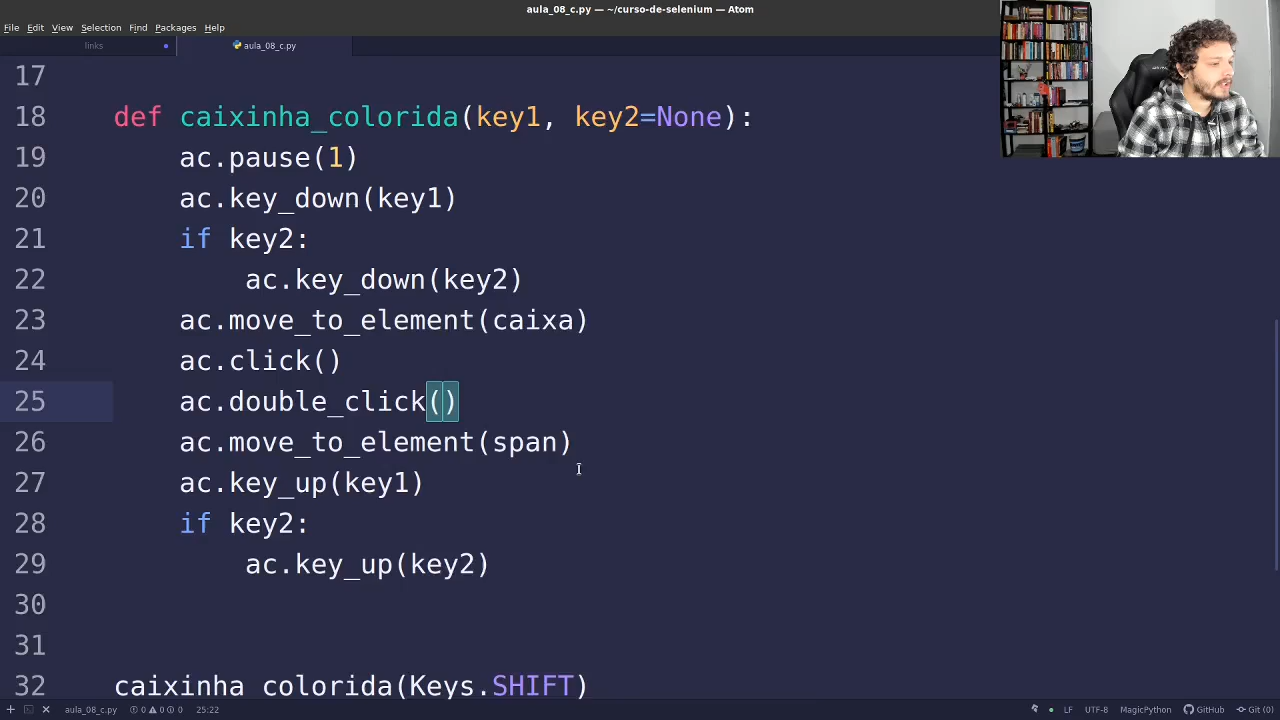 aula_08_c.py — ~/curso-de-selenium — Atom
File Edit View Selection Find Packages Help
links aula_08_c.py
17
18 def caixinha_colorida(key1, key2=None):
19 ac.pause(1)
20 ac.key_down(key1)
21 if key2:
22 ac.key_down(key2)
23 ac.move_to_element(caixa)
24 ac.click()
25 ac.double_click()
26 ac.move_to_element(span)
27 ac.key_up(key1)
28 if key2:
29 ac.key_up(key2)
30
31
32 caixinha_colorida(Keys.SHIFT)
aula_08_c.py 0 0 0 25:22 LF UTF-8 MagicPython GitHub Git (0)